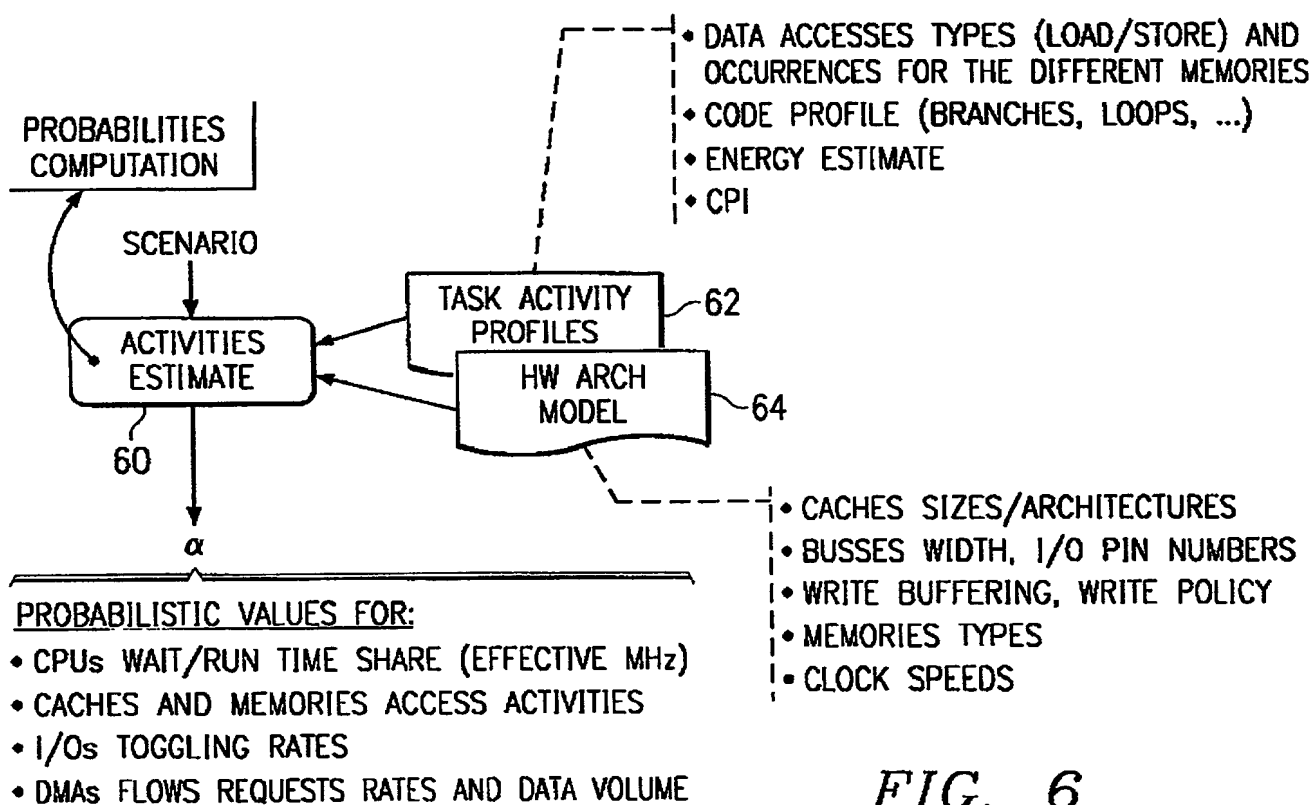 • DATA ACCESSES TYPES (LOAD/STORE) AND
OCCURRENCES FOR THE DIFFERENT MEMORIES
• CODE PROFILE (BRANCHES, LOOPS, ...)
• ENERGY ESTIMATE
• CPI
PROBABILITIES
COMPUTATION
SCENARIO
TASK ACTIVITY
PROFILES
62
ACTIVITIES
ESTIMATE
60
HW ARCH
MODEL
64
α
• CACHES SIZES/ARCHITECTURES
• BUSSES WIDTH, I/O PIN NUMBERS
• WRITE BUFFERING, WRITE POLICY
• MEMORIES TYPES
• CLOCK SPEEDS
PROBABILISTIC VALUES FOR:
• CPUs WAIT/RUN TIME SHARE (EFFECTIVE MHz)
• CACHES AND MEMORIES ACCESS ACTIVITIES
• I/Os TOGGLING RATES
• DMAs FLOWS REQUESTS RATES AND DATA VOLUME
FIG. 6